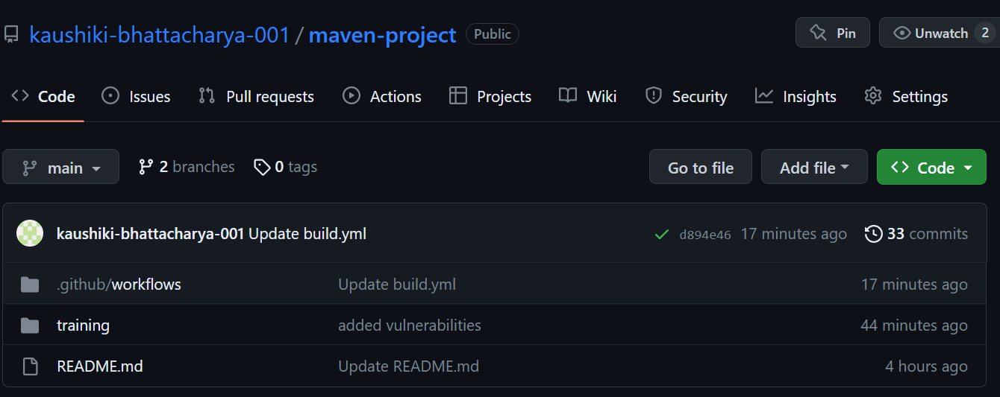 kaushiki-bhattacharya-001 / maven-project Public Pin Unwatch 2
Code Issues Pull requests Actions Projects Wiki Security Insights Settings
main 2 branches 0 tags Go to file Add file Code
kaushiki-bhattacharya-001 Update build.yml d894e46 17 minutes ago 33 commits
.github/workflows Update build.yml 17 minutes ago
training added vulnerabilities 44 minutes ago
README.md Update README.md 4 hours ago